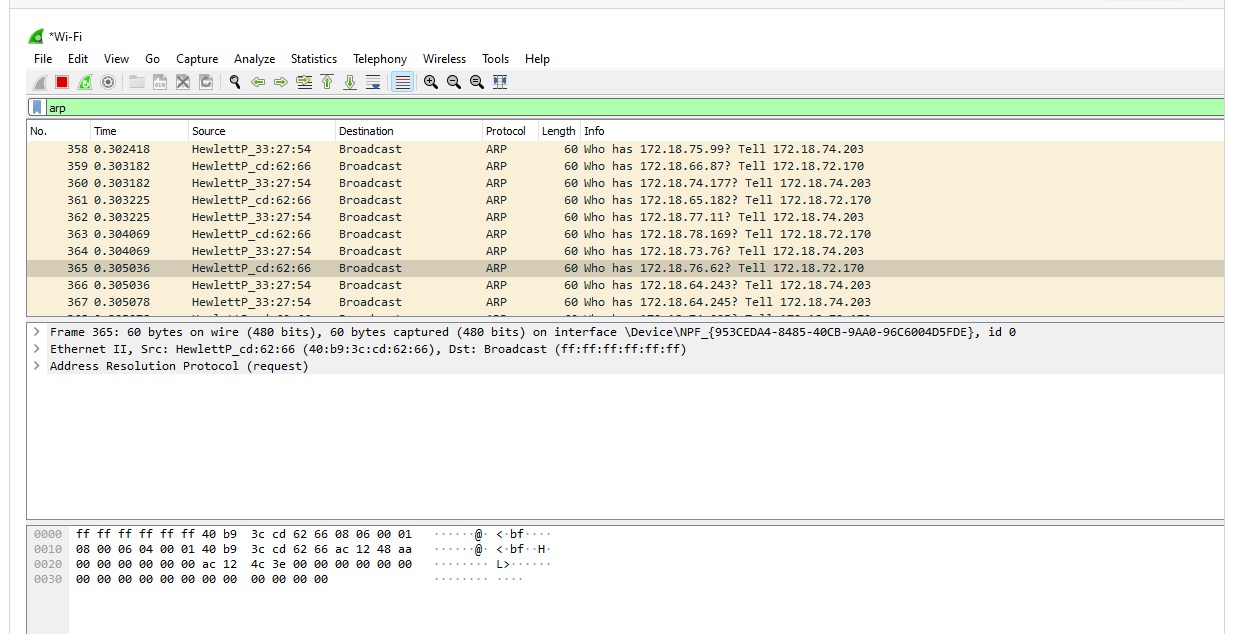 *Wi-Fi
File Edit View Go Capture Analyze Statistics Telephony Wireless Tools Help
arp
No. Time Source Destination Protocol Length Info
358 0.302418 HewlettP_33:27:54 Broadcast ARP 60 Who has 172.18.75.99? Tell 172.18.74.203
359 0.303182 HewlettP_cd:62:66 Broadcast ARP 60 Who has 172.18.66.87? Tell 172.18.72.170
360 0.303182 HewlettP_33:27:54 Broadcast ARP 60 Who has 172.18.74.177? Tell 172.18.74.203
361 0.303225 HewlettP_cd:62:66 Broadcast ARP 60 Who has 172.18.65.182? Tell 172.18.72.170
362 0.303225 HewlettP_33:27:54 Broadcast ARP 60 Who has 172.18.77.11? Tell 172.18.74.203
363 0.304069 HewlettP_cd:62:66 Broadcast ARP 60 Who has 172.18.78.169? Tell 172.18.72.170
364 0.304069 HewlettP_33:27:54 Broadcast ARP 60 Who has 172.18.73.76? Tell 172.18.74.203
365 0.305036 HewlettP_cd:62:66 Broadcast ARP 60 Who has 172.18.76.62? Tell 172.18.72.170
366 0.305036 HewlettP_33:27:54 Broadcast ARP 60 Who has 172.18.64.243? Tell 172.18.74.203
367 0.305078 HewlettP_33:27:54 Broadcast ARP 60 Who has 172.18.64.245? Tell 172.18.74.203
Frame 365: 60 bytes on wire (480 bits), 60 bytes captured (480 bits) on interface \Device\NPF_{953CEDA4-8485-40CB-9AA0-96C6004D5FDE}, id 0
Ethernet II, Src: HewlettP_cd:62:66 (40:b9:3c:cd:62:66), Dst: Broadcast (ff:ff:ff:ff:ff:ff)
Address Resolution Protocol (request)
0000 ff ff ff ff ff ff 40 b9 3c cd 62 66 08 06 00 01 ······@· <·bf····
0010 08 00 06 04 00 01 40 b9 3c cd 62 66 ac 12 48 aa ······@· <·bf··H·
0020 00 00 00 00 00 00 ac 12 4c 3e 00 00 00 00 00 00 ········ L>······
0030 00 00 00 00 00 00 00 00 00 00 00 00 ········ ····